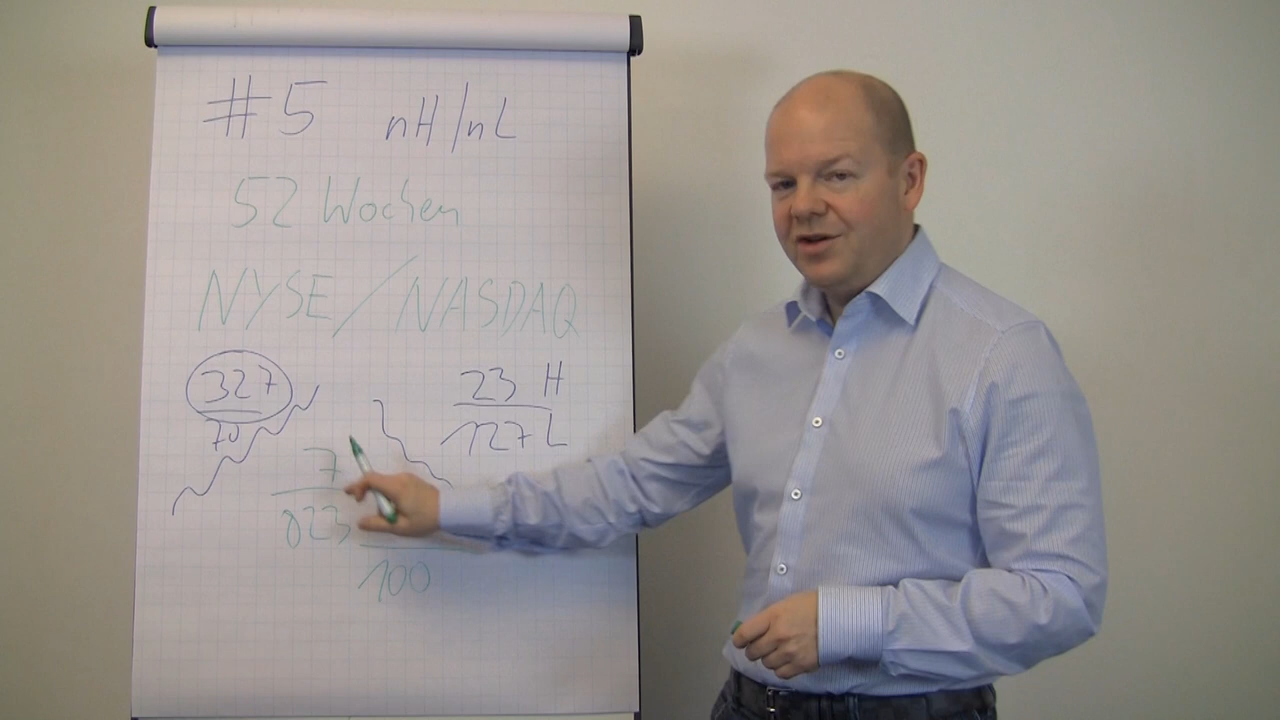 #5 nH/nL
52 Wochen
NYSE/NASDAQ
327 23 H
70 127 L
7
823
100